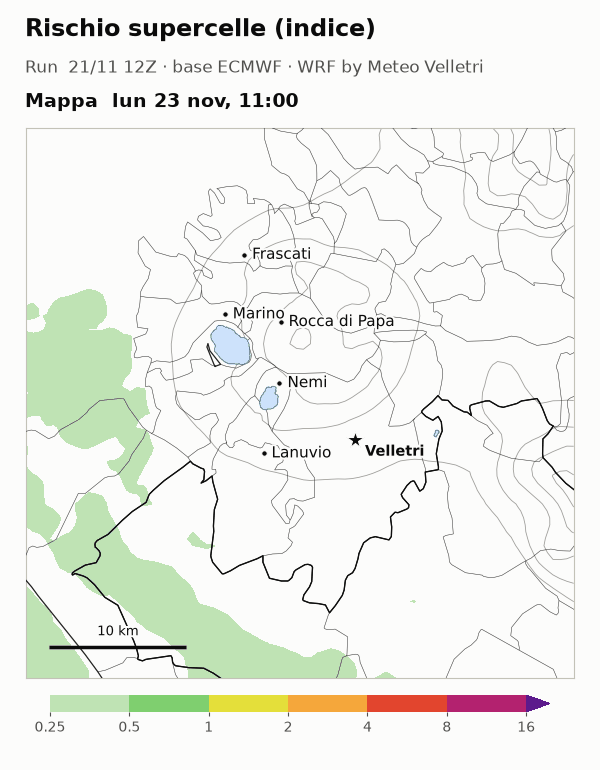 Rischio supercelle (indice)
Run  21/11 12Z · base ECMWF · WRF by Meteo Velletri
Mappa  lun 23 nov, 11:00
Frascati
Marino
Rocca di Papa
Nemi
Velletri
Lanuvio
10 km
0.25 0.5 1 2 4 8 16